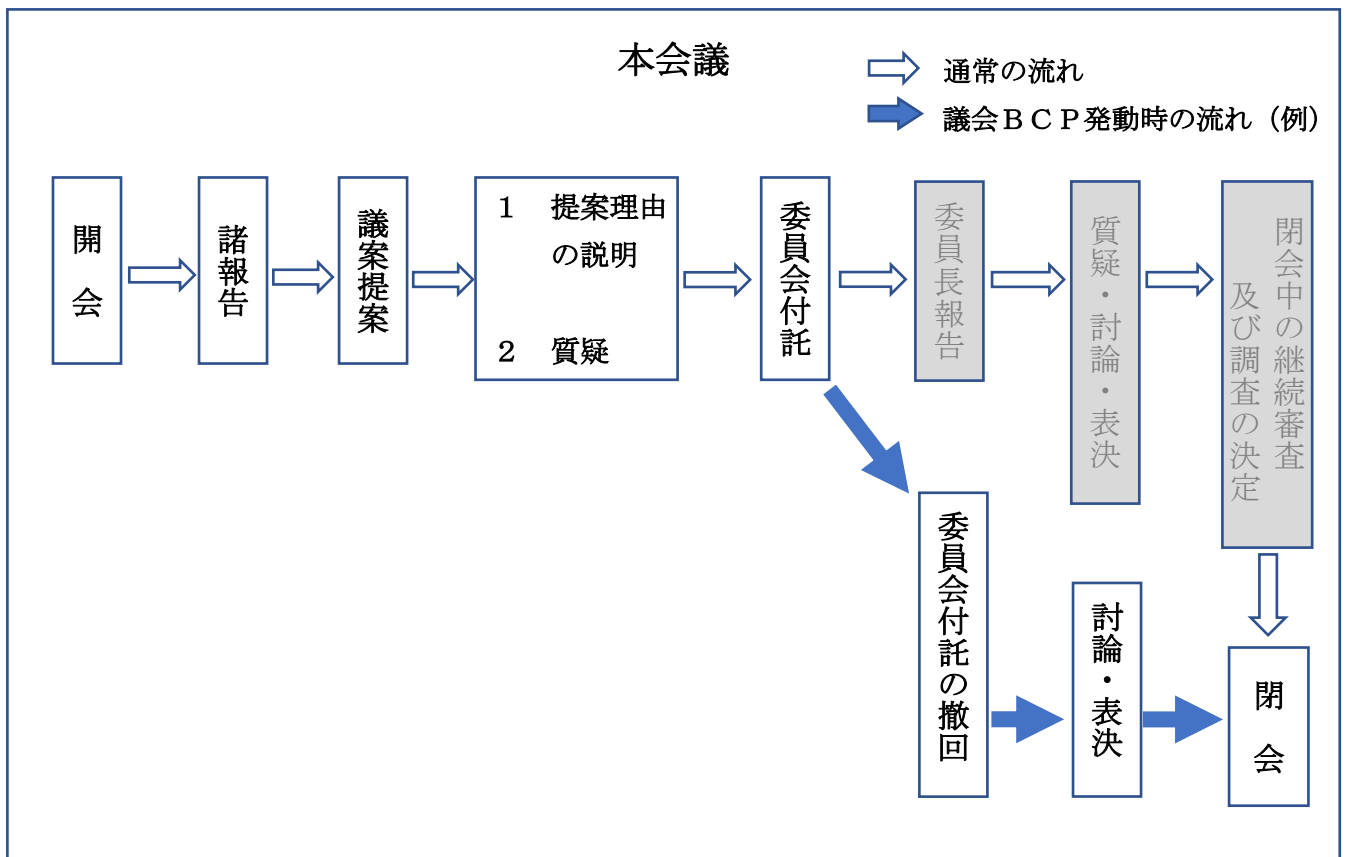 本会議
通常の流れ
議会ＢＣＰ発動時の流れ（例）
開会
諸報告
議案提案
１　提案理由
の説明
２　質疑
委員会付託
委員長報告
質疑・討論・表決
閉会中の継続審査
及び調査の決定
委員会付託の撤回
討論・表決
閉会